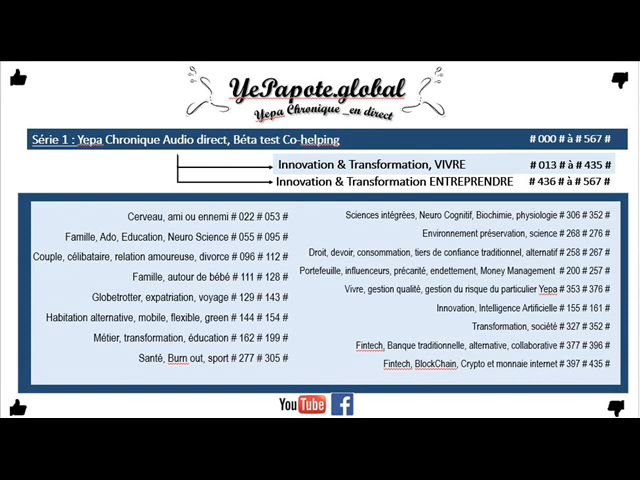 YePapote.global
Yepa Chronique _en direct
Série 1 : Yepa Chronique Audio direct, Béta test Co-helping # 000 # à # 567 #
Innovation & Transformation, VIVRE # 013 # à # 435 #
Innovation & Transformation ENTREPRENDRE # 436 # à # 567 #
Cerveau, ami ou ennemi # 022 # 053 #
Famille, Ado, Education, Neuro Science # 055 # 095 #
Couple, célibataire, relation amoureuse, divorce # 096 # 112 #
Famille, autour de bébé # 111 # 128 #
Globetrotter, expatriation, voyage # 129 # 143 #
Habitation alternative, mobile, flexible, green # 144 # 154 #
Métier, transformation, éducation # 162 # 199 #
Santé, Burn out, sport # 277 # 305 #
Sciences intégrées, Neuro Cognitif, Biochimie, physiologie # 306 # 352 #
Environnement préservation, science # 268 # 276 #
Droit, devoir, consommation, tiers de confiance traditionnel, alternatif # 258 # 267 #
Portefeuille, influenceurs, précarité, endettement, Money Management # 200 # 257 #
Vivre, gestion qualité, gestion du risque du particulier Yepa # 353 # 376 #
Innovation, Intelligence Artificielle # 155 # 161 #
Transformation, société # 327 # 352 #
Fintech, Banque traditionnelle, alternative, collaborative # 377 # 396 #
Fintech, BlockChain, Crypto et monnaie internet # 397 # 435 #
YouTube f